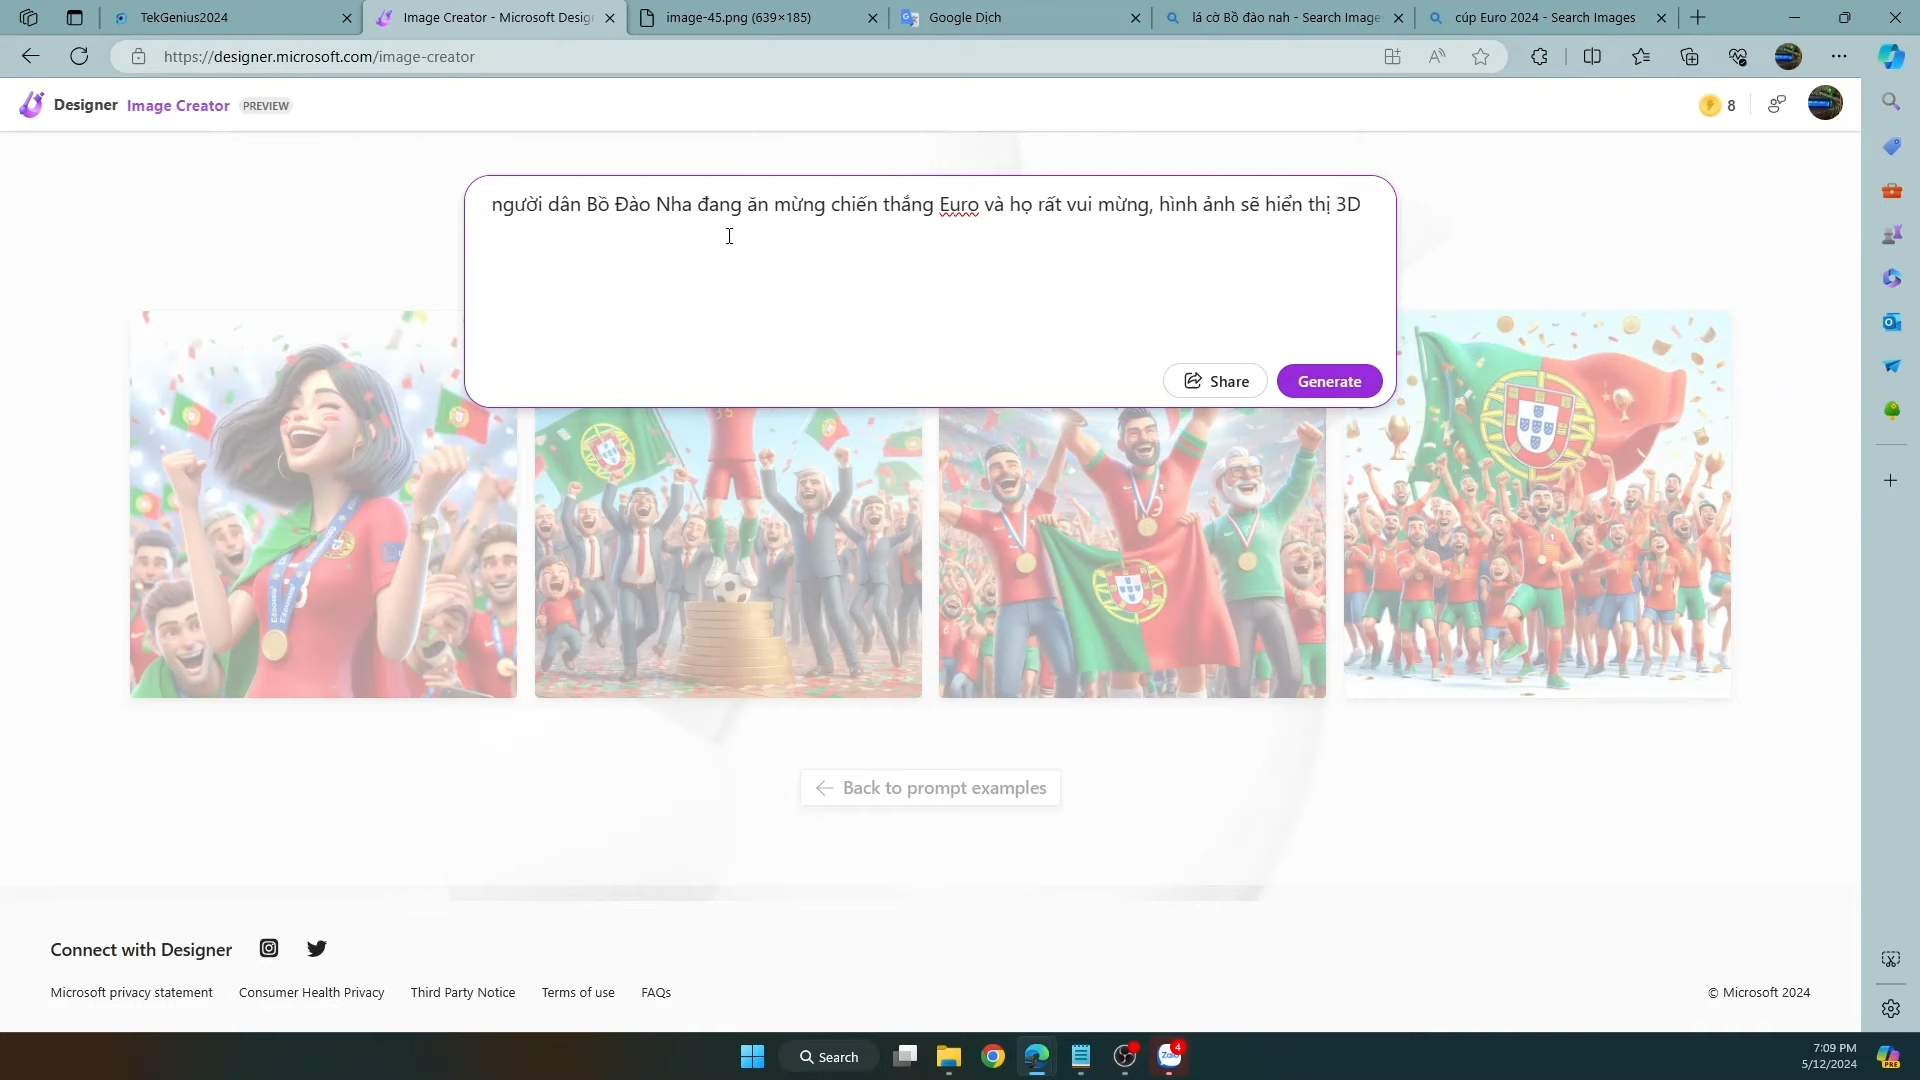 TekGenius2024
Image Creator - Microsoft Desig
image-45.png (639×185)
Google Dịch
lá cờ Bồ đào nah - Search Image
cúp Euro 2024 - Search Images
https://designer.microsoft.com/image-creator
Designer Image Creator PREVIEW
8
người dân Bồ Đào Nha đang ăn mừng chiến thắng Euro và họ rất vui mừng, hình ảnh sẽ hiển thị 3D
Share
Generate
Back to prompt examples
Connect with Designer
Microsoft privacy statement
Consumer Health Privacy
Third Party Notice
Terms of use
FAQs
© Microsoft 2024
Search
Zalo
4
7:09 PM
5/12/2024
PRE